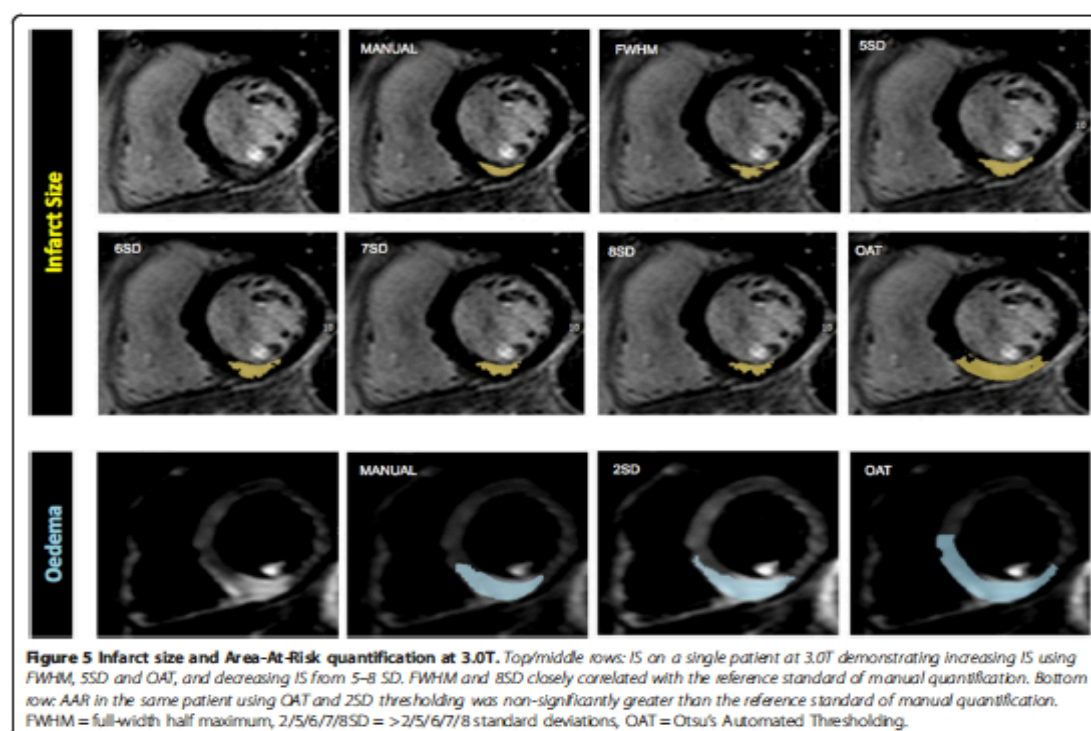 Infarct Size
MANUAL
FWHM
5SD
10
6SD
7SD
10
8SD
10
OAT
Oedema
MANUAL
2SD
OAT
Figure 5 Infarct size and Area-At-Risk quantification at 3.0T. Top/middle rows: IS on a single patient at 3.0T demonstrating increasing IS using
FWHM, 5SD and OAT, and decreasing IS from 5–8 SD. FWHM and 8SD closely correlated with the reference standard of manual quantification. Bottom
row: AAR in the same patient using OAT and 2SD thresholding was non-significantly greater than the reference standard of manual quantification.
FWHM = full-width half maximum, 2/5/6/7/8SD = >2/5/6/7/8 standard deviations, OAT = Otsu's Automated Thresholding.